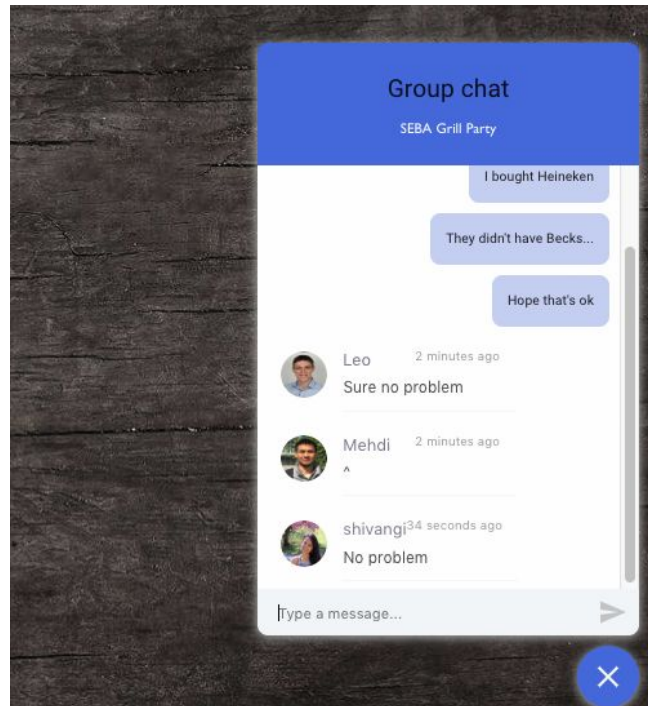 Group chat
SEBA Grill Party
I bought Heineken
They didn't have Becks...
Hope that's ok
Leo 2 minutes ago
Sure no problem
Mehdi 2 minutes ago
^
shivangi 34 seconds ago
No problem
Type a message...